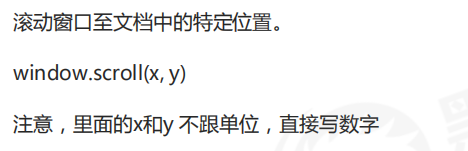 滚动窗口至文档中的特定位置。
window.scroll(x, y)
注意，里面的x和y 不跟单位，直接写数字